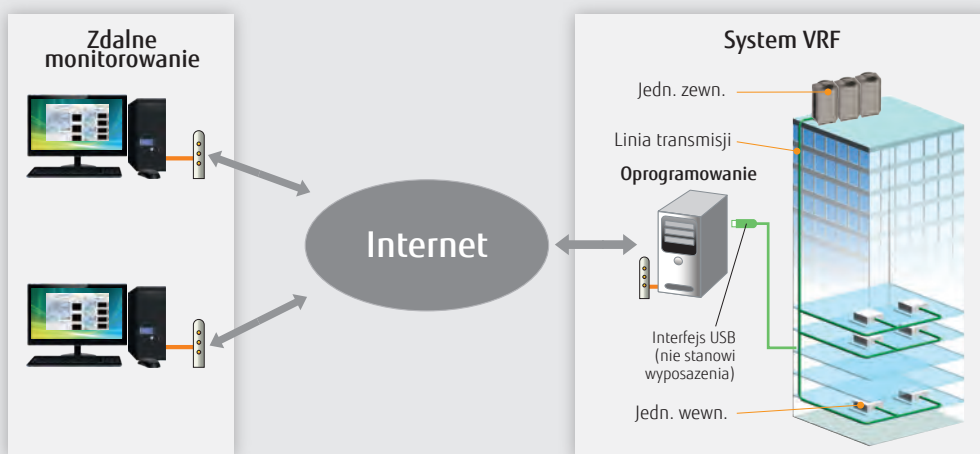 Zdalne
monitorowanie
Internet
System VRF
Jedn. zewn.
Linia transmisji
Oprogramowanie
Interfejs USB
(nie stanowi
wyposazenia)
Jedn. wewn.